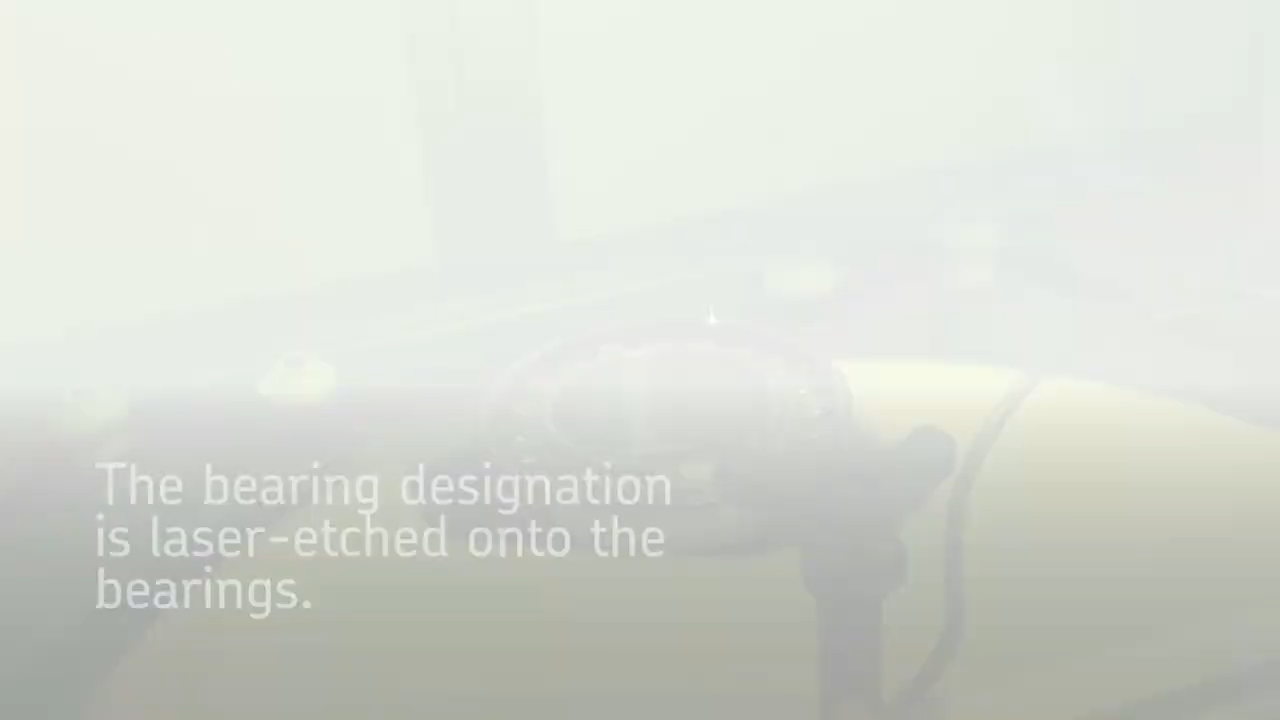 The bearing designation
is laser-etched onto the
bearings.